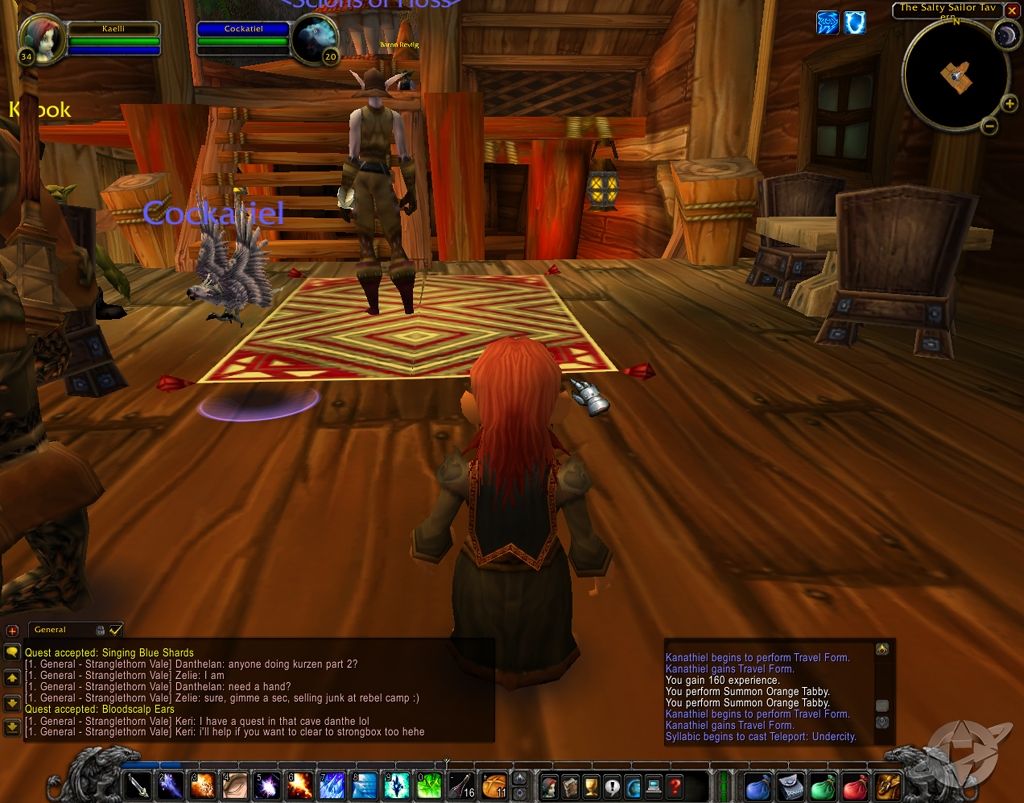 <Scions of Ross>
Kaelli
34
Cockatiel
20
Baron Revilg
The Salty Sailor Tav
ern
N
Cockatiel
General
Quest accepted: Singing Blue Shards
[1. General - Stranglethorn Vale] Danthelan: anyone doing kurzen part 2?
[1. General - Stranglethorn Vale] Zelie: I am
[1. General - Stranglethorn Vale] Danthelan: need a hand?
[1. General - Stranglethorn Vale] Zelie: sure, gimme a sec, selling junk at rebel camp :)
Quest accepted: Bloodscalp Ears
[1. General - Stranglethorn Vale] Keri: I have a quest in that cave danthe lol
[1. General - Stranglethorn Vale] Keri: i'll help if you want to clear to strongbox too hehe
Kanathiel begins to perform Travel Form.
Kanathiel gains Travel Form.
You gain 160 experience.
You perform Summon Orange Tabby.
You perform Summon Orange Tabby.
Kanathiel begins to perform Travel Form.
Kanathiel gains Travel Form.
Syllabic begins to cast Teleport: Undercity.
16
11